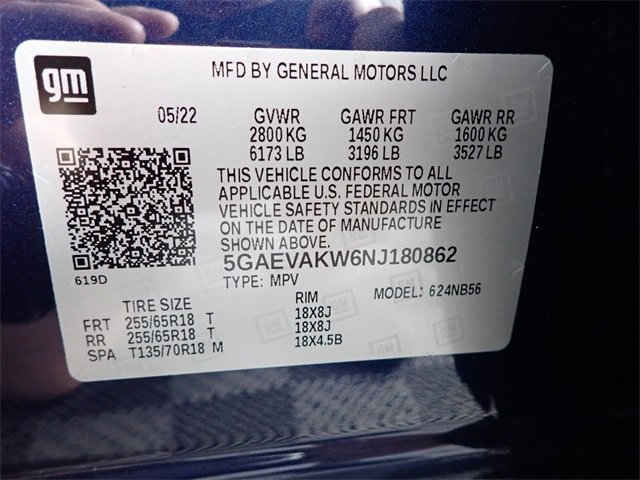 gm
MFD BY GENERAL MOTORS LLC
05/22 GVWR GAWR FRT GAWR RR
2800 KG 1450 KG 1600 KG
6173 LB 3196 LB 3527 LB
THIS VEHICLE CONFORMS TO ALL
APPLICABLE U.S. FEDERAL MOTOR
VEHICLE SAFETY STANDARDS IN EFFECT
ON THE DATE OF MANUFACTURE
SHOWN ABOVE.
5GAEVAKW6NJ180862
619D
TYPE: MPV
MODEL: 624NB56
TIRE SIZE RIM
FRT 255/65R18 T 18X8J
RR 255/65R18 T 18X8J
SPA T135/70R18 M 18X4.5B